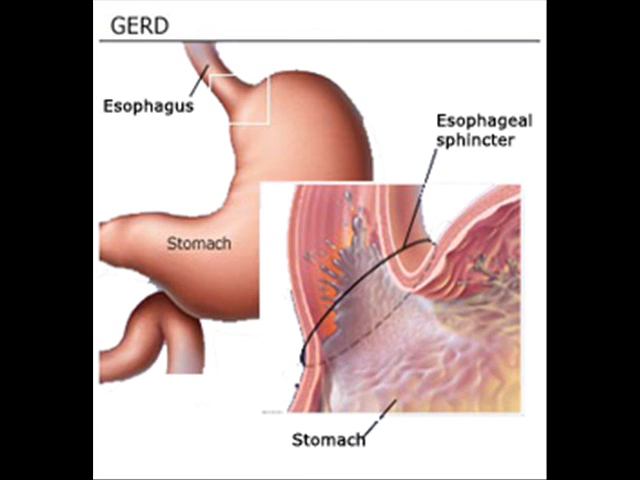 GERD
Esophagus
Esophageal
sphincter
Stomach
Stomach